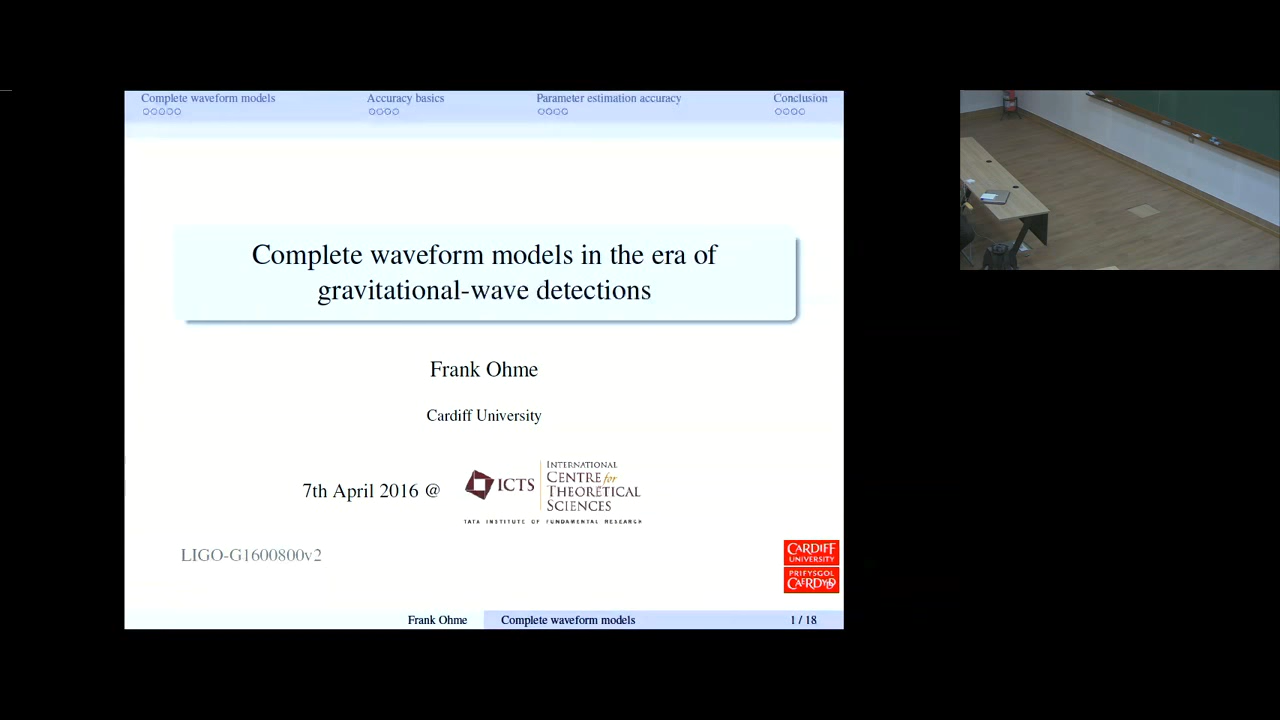 Complete waveform models
Accuracy basics
Parameter estimation accuracy
Conclusion
Complete waveform models in the era of
gravitational-wave detections
Frank Ohme
Cardiff University
7th April 2016 @
ICTS
INTERNATIONAL
CENTRE for
THEORETICAL
SCIENCES
TATA INSTITUTE OF FUNDAMENTAL RESEARCH
LIGO-G1600800v2
CARDIFF
UNIVERSITY
PRIFYSGOL
CAERDYDD
Frank Ohme
Complete waveform models
1 / 18